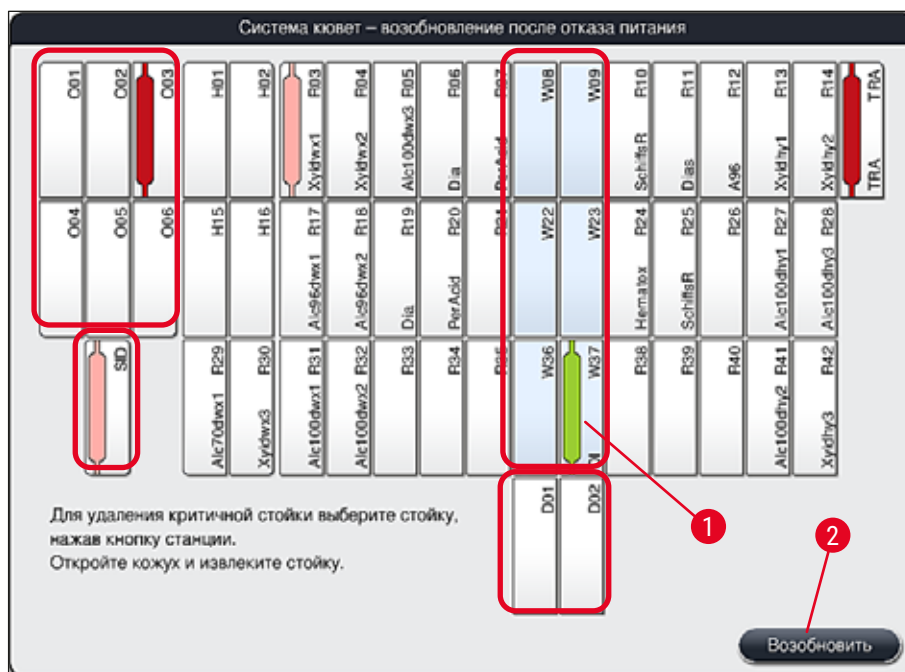 Система кювет – возобновление после отказа питания
O01
O02
O03
H01
H02
Xyldwx1 R03
Xyldwx2 R04
Alc100dwx3 R05
Dia R06
PerAcid R07
W08
W09
SchiffsR R10
Dias R11
A96 R12
Xyldhy1 R13
Xyldhy2 R14
TRA TRA
O04
O05
O06
H15
H16
Alc96dwx1 R17
Alc96dwx2 R18
Dia R19
PerAcid R20
R21
W22
W23
Hematox R24
SchiffsR R25
R26
Alc100dhy1 R27
Alc100dhy3 R28
SID
Alc70dwx1 R29
Xyldwx3 R30
Alc100dwx1 R31
Alc100dwx2 R32
R33
R34
R35
W36
DI W37
R38
R39
R40
Alc100dhy2 R41
Xyldhy3 R42
D01
D02
1
Для удаления критичной стойки выберите стойку,
нажав кнопку станции.
Откройте кожух и извлеките стойку.
2
Возобновить